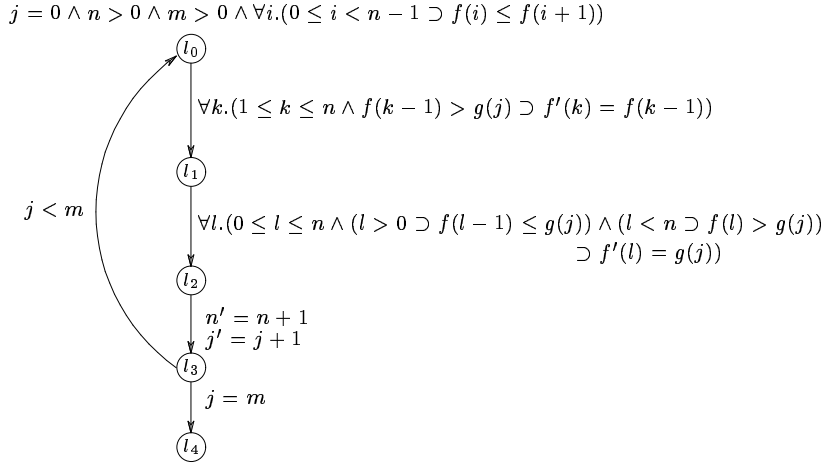 j = 0 ∧ n > 0 ∧ m > 0 ∧ ∀i.(0 ≤ i < n − 1 ⊃ f(i) ≤ f(i + 1))
l₀
∀k.(1 ≤ k ≤ n ∧ f(k − 1) > g(j) ⊃ f′(k) = f(k − 1))
l₁
j < m
∀l.(0 ≤ l ≤ n ∧ (l > 0 ⊃ f(l − 1) ≤ g(j)) ∧ (l < n ⊃ f(l) > g(j))
⊃ f′(l) = g(j))
l₂
n′ = n + 1
j′ = j + 1
l₃
j = m
l₄